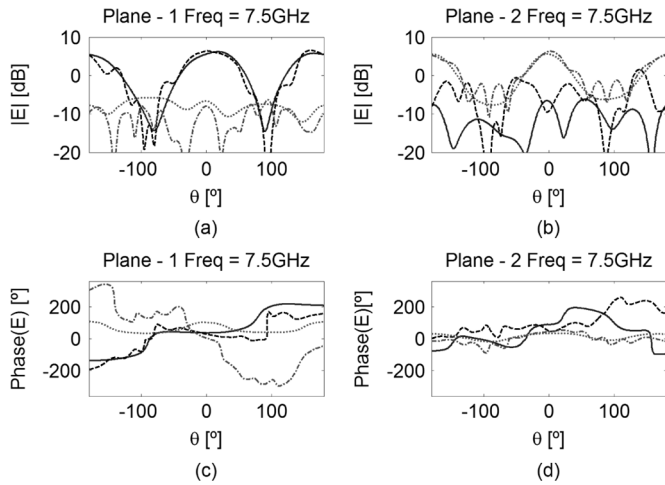 Plane - 1 Freq = 7.5GHz
10
0
-10
-20
|E| [dB]
-100
0
100
θ [º]
(a)
Plane - 2 Freq = 7.5GHz
10
0
-10
-20
|E| [dB]
-100
0
100
θ [º]
(b)
Plane - 1 Freq = 7.5GHz
200
0
-200
Phase(E) [º]
-100
0
100
θ [º]
(c)
Plane - 2 Freq = 7.5GHz
200
0
-200
Phase(E)[º]
-100
0
100
θ [º]
(d)